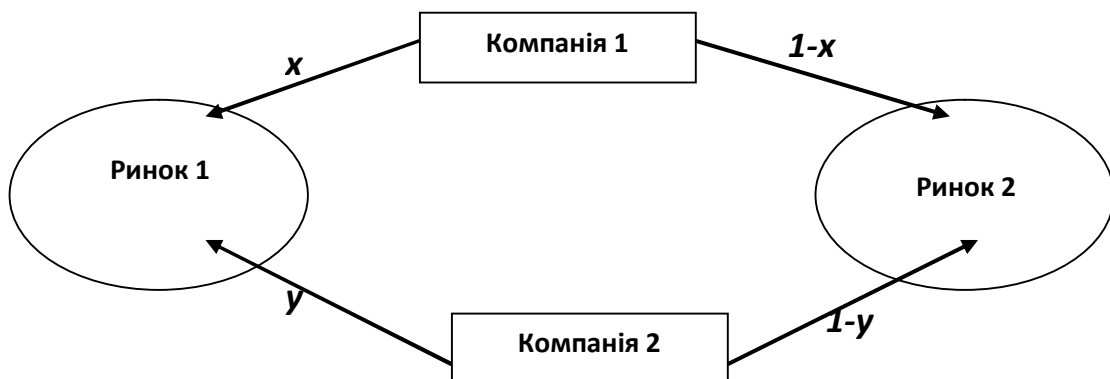 Компанія 1
x
1-x
Ринок 1
Ринок 2
y
1-y
Компанія 2